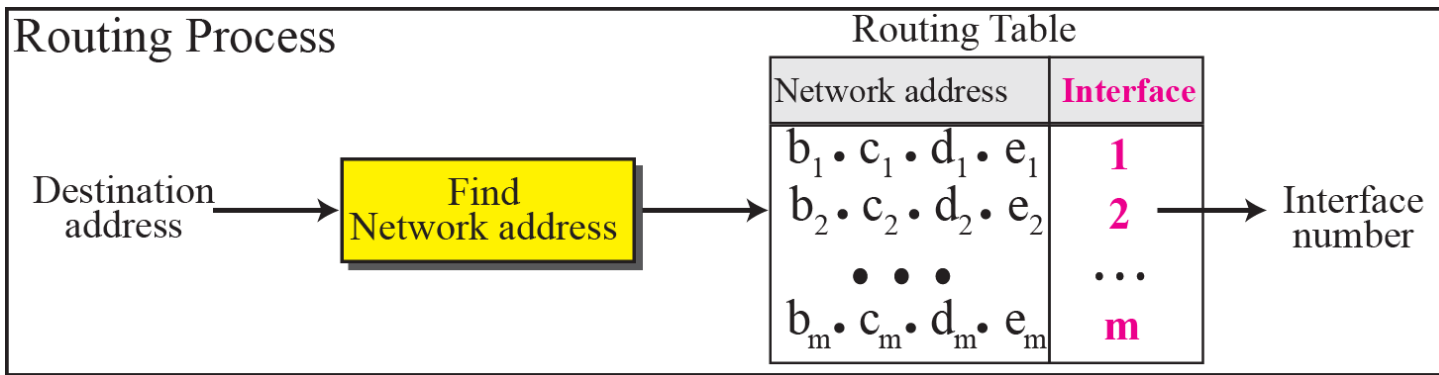 Routing Process
Routing Table
Network address Interface
b₁ . c₁ . d₁ . e₁ 1
Destination address
Find
Network address
b₂ . c₂ . d₂ . e₂ 2
Interface
number
• • • ...
bₘ . cₘ . dₘ . eₘ m